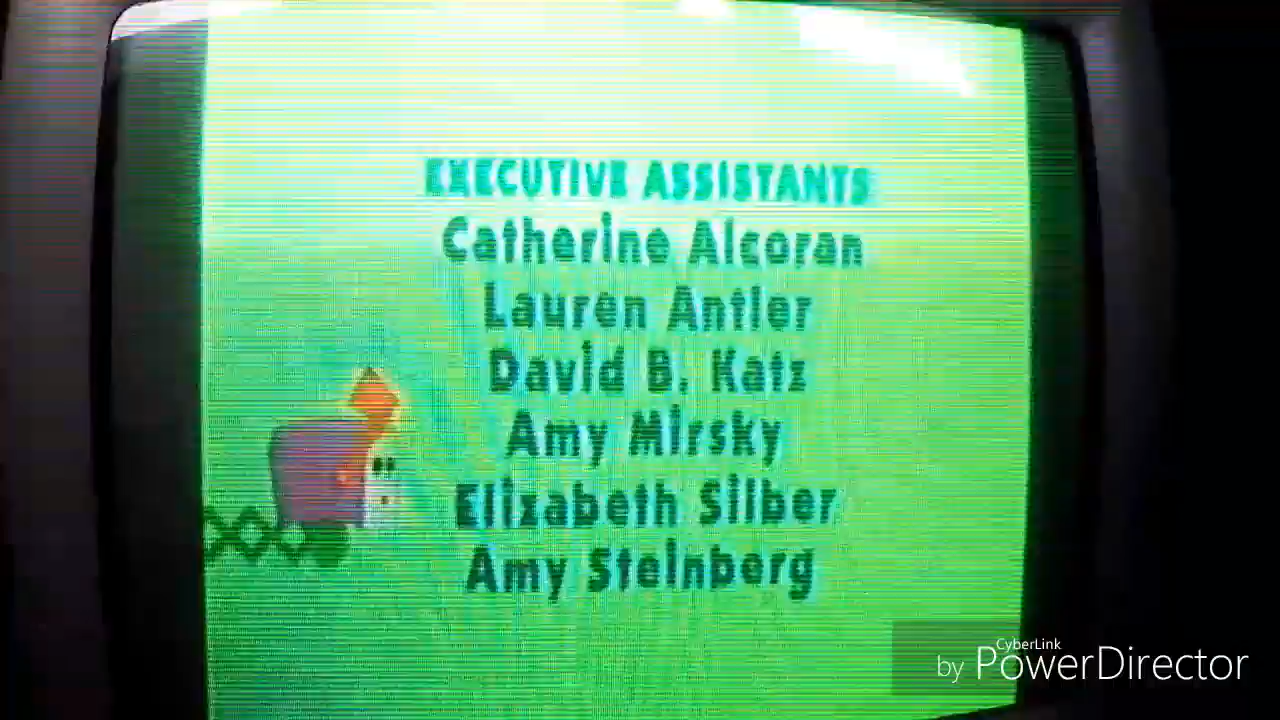 EXECUTIVE ASSISTANTS
Catherine Alcoran
Lauren Antler
David B. Katz
Amy Mirsky
Elizabeth Silber
Amy Steinberg
CyberLink
by PowerDirector